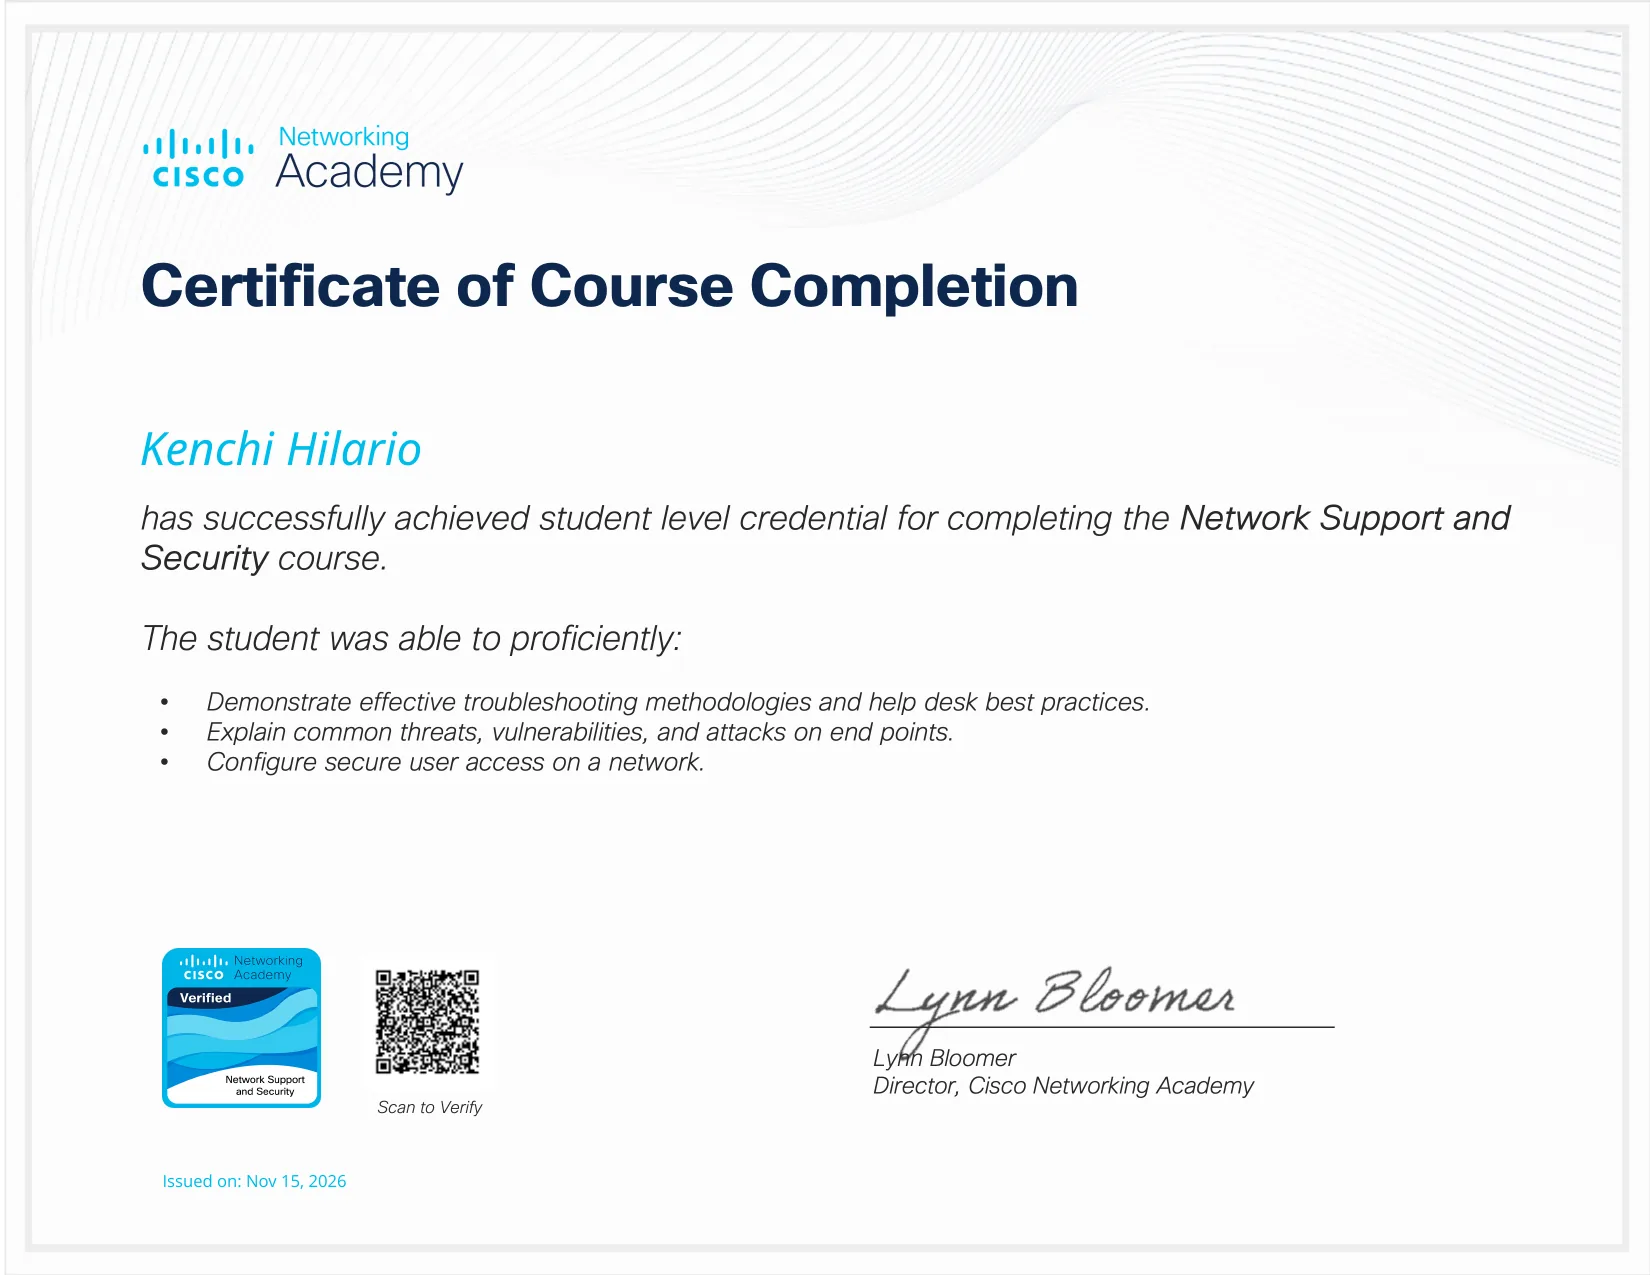 Networking
CISCO Academy
Certificate of Course Completion
Kenchi Hilario
has successfully achieved student level credential for completing the Network Support and
Security course.
The student was able to proficiently:
• Demonstrate effective troubleshooting methodologies and help desk best practices.
• Explain common threats, vulnerabilities, and attacks on end points.
• Configure secure user access on a network.
Networking
CISCO Academy
Verified
Network Support
and Security
Scan to Verify
Lynn Bloomer
Lynn Bloomer
Director, Cisco Networking Academy
Issued on: Nov 15, 2026